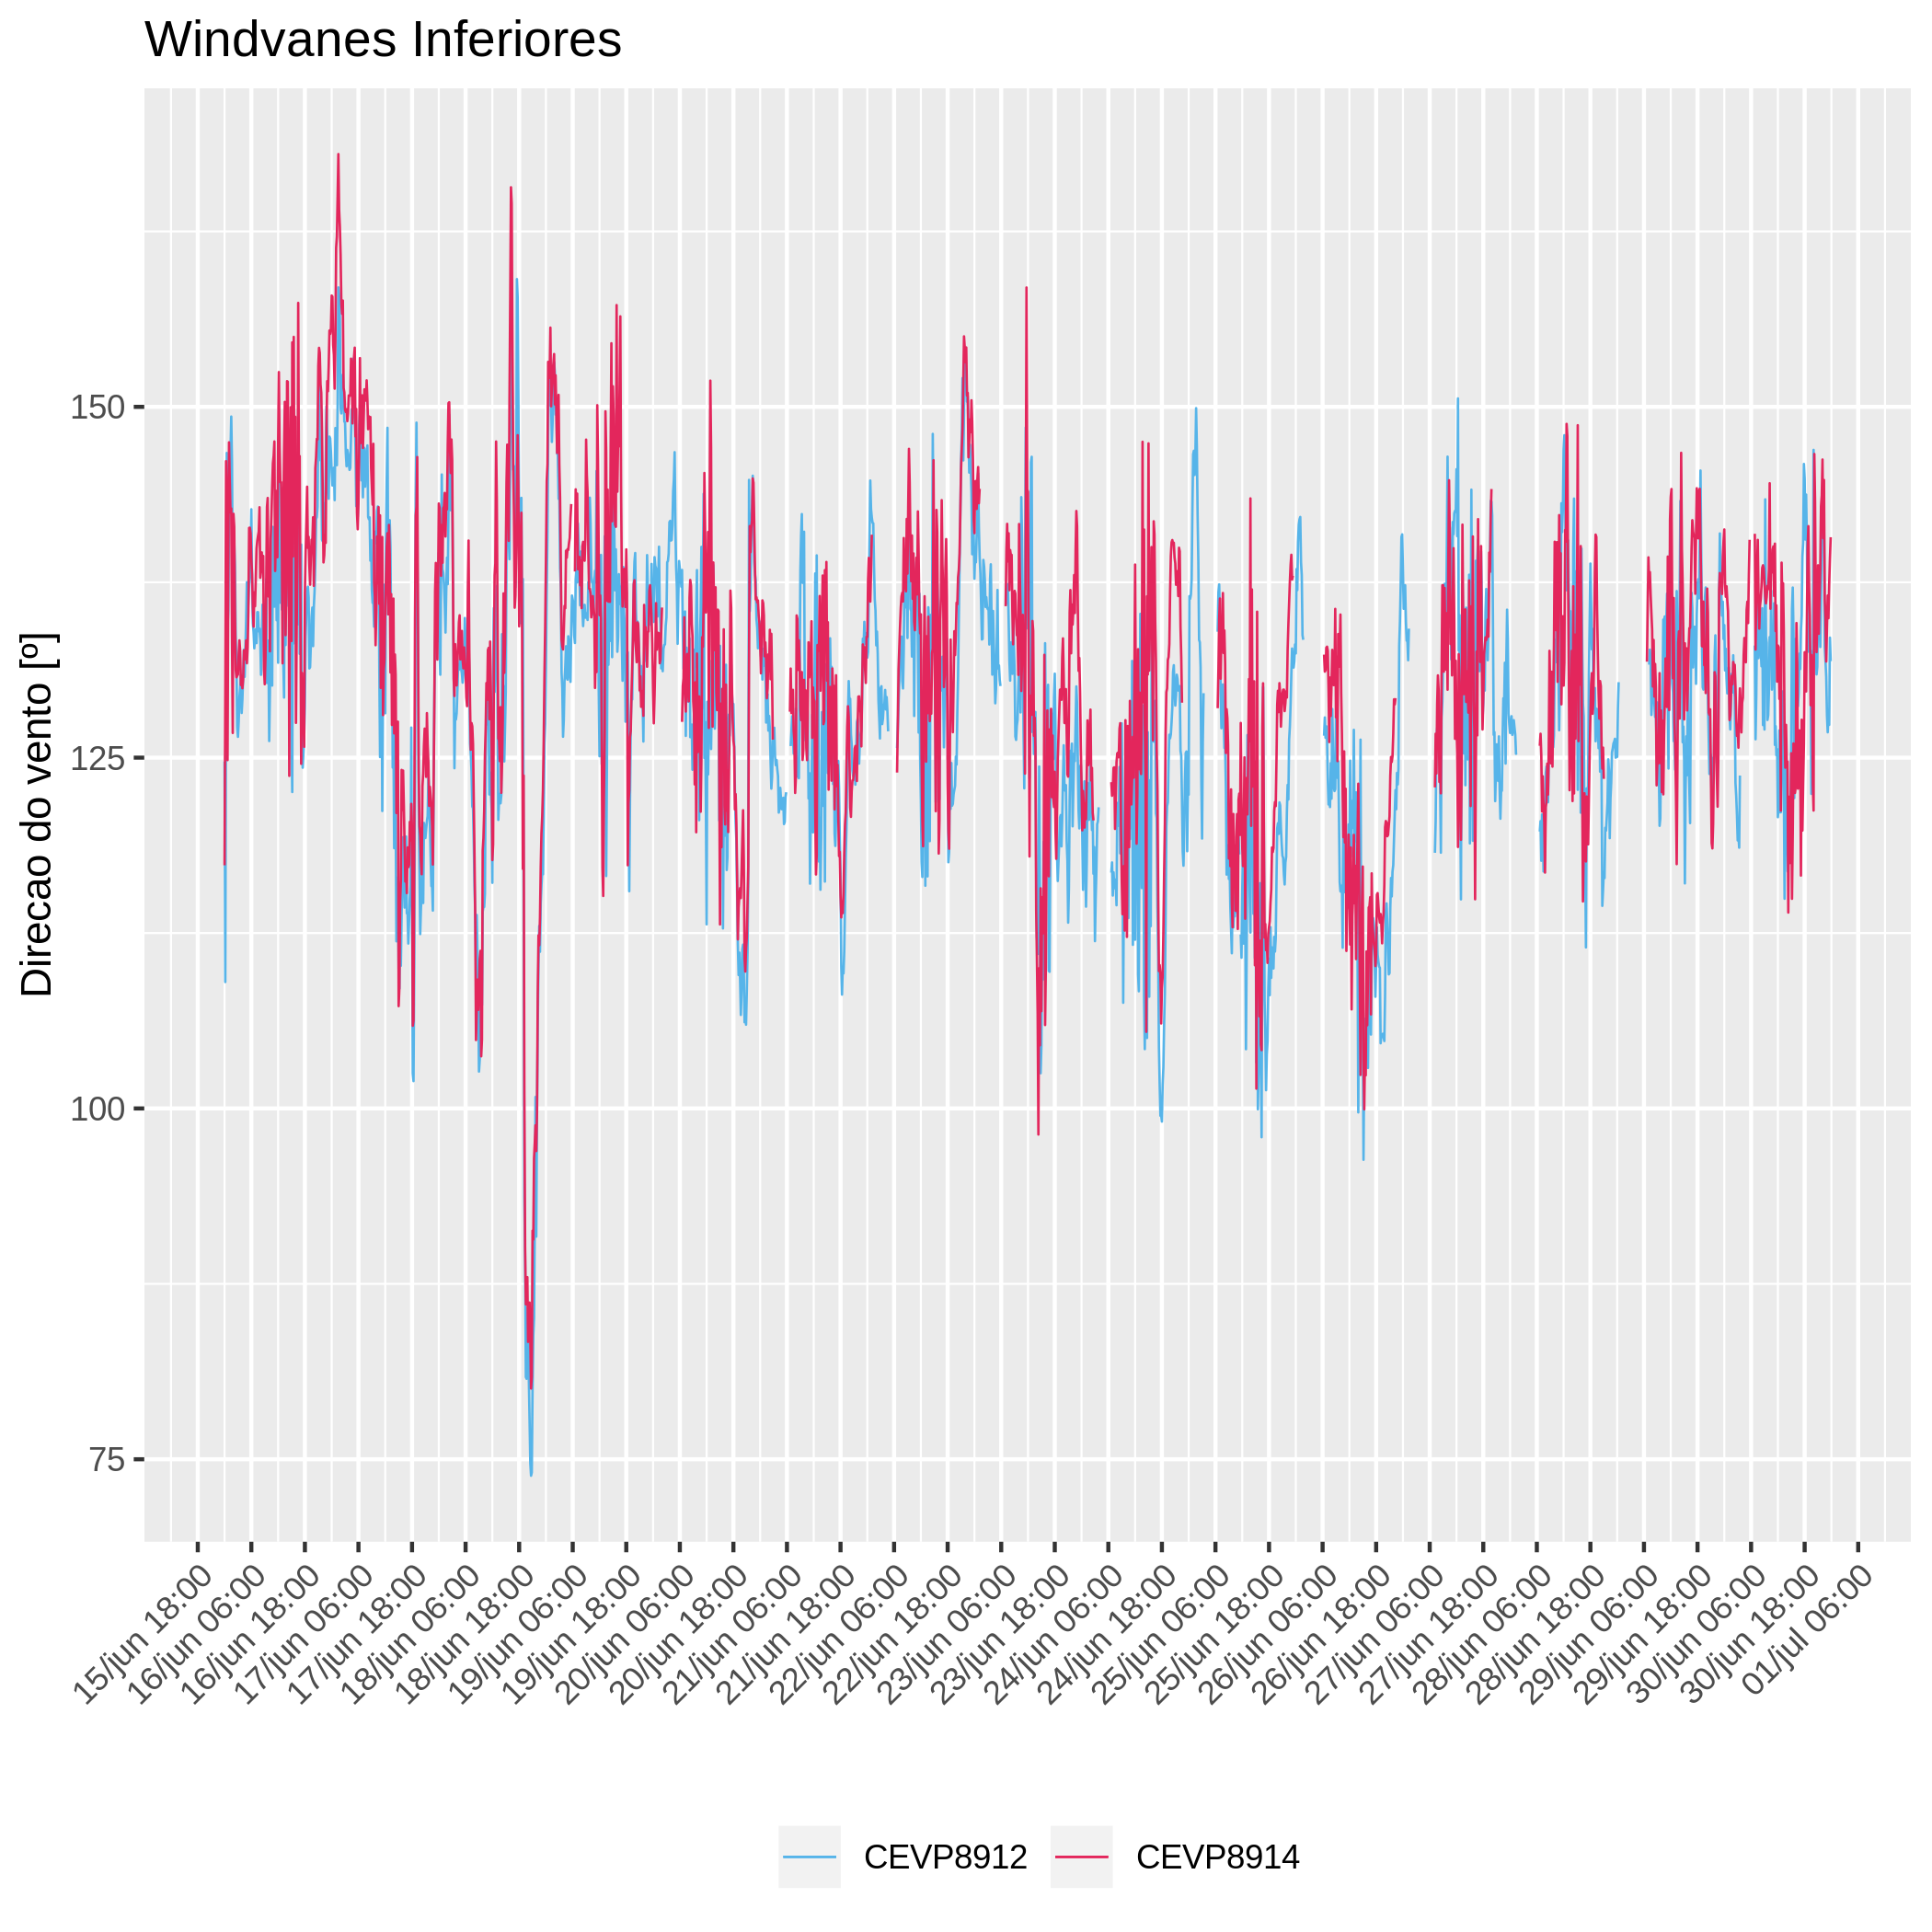 Windvanes Inferiores
Direcao do vento [º]
150
125
100
75
15/jun 18:00
16/jun 06:00
16/jun 18:00
17/jun 06:00
17/jun 18:00
18/jun 06:00
18/jun 18:00
19/jun 06:00
19/jun 18:00
20/jun 06:00
20/jun 18:00
21/jun 06:00
21/jun 18:00
22/jun 06:00
22/jun 18:00
23/jun 06:00
23/jun 18:00
24/jun 06:00
24/jun 18:00
25/jun 06:00
25/jun 18:00
26/jun 06:00
26/jun 18:00
27/jun 06:00
27/jun 18:00
28/jun 06:00
28/jun 18:00
29/jun 06:00
29/jun 18:00
30/jun 06:00
30/jun 18:00
01/jul 06:00
CEVP8912
CEVP8914